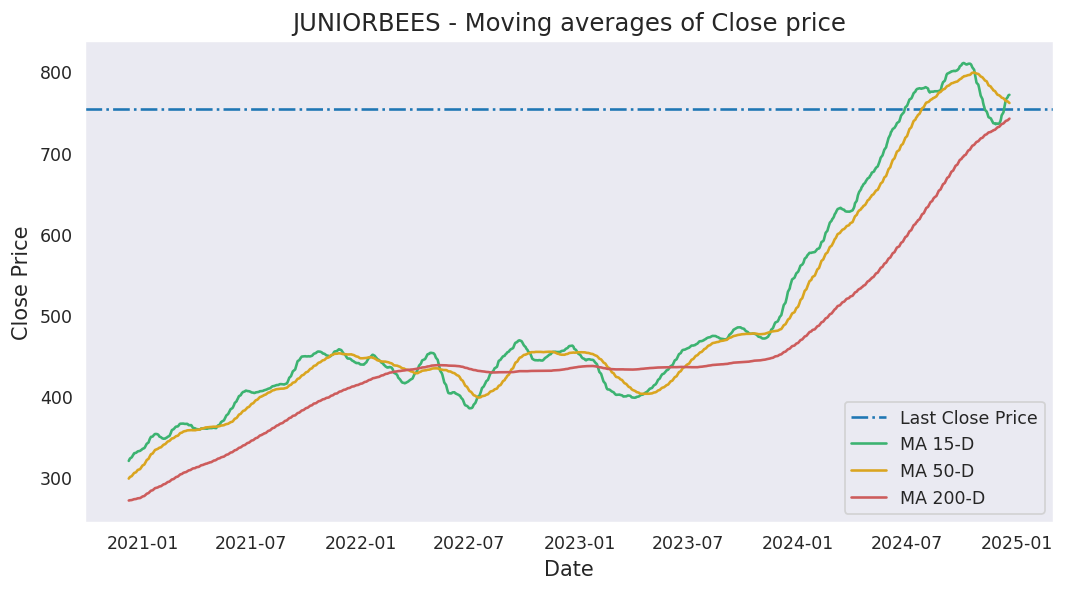 JUNIORBEES - Moving averages of Close price
Close Price
800
700
600
500
400
300
2021-01 2021-07 2022-01 2022-07 2023-01 2023-07 2024-01 2024-07 2025-01
Date
Last Close Price
MA 15-D
MA 50-D
MA 200-D